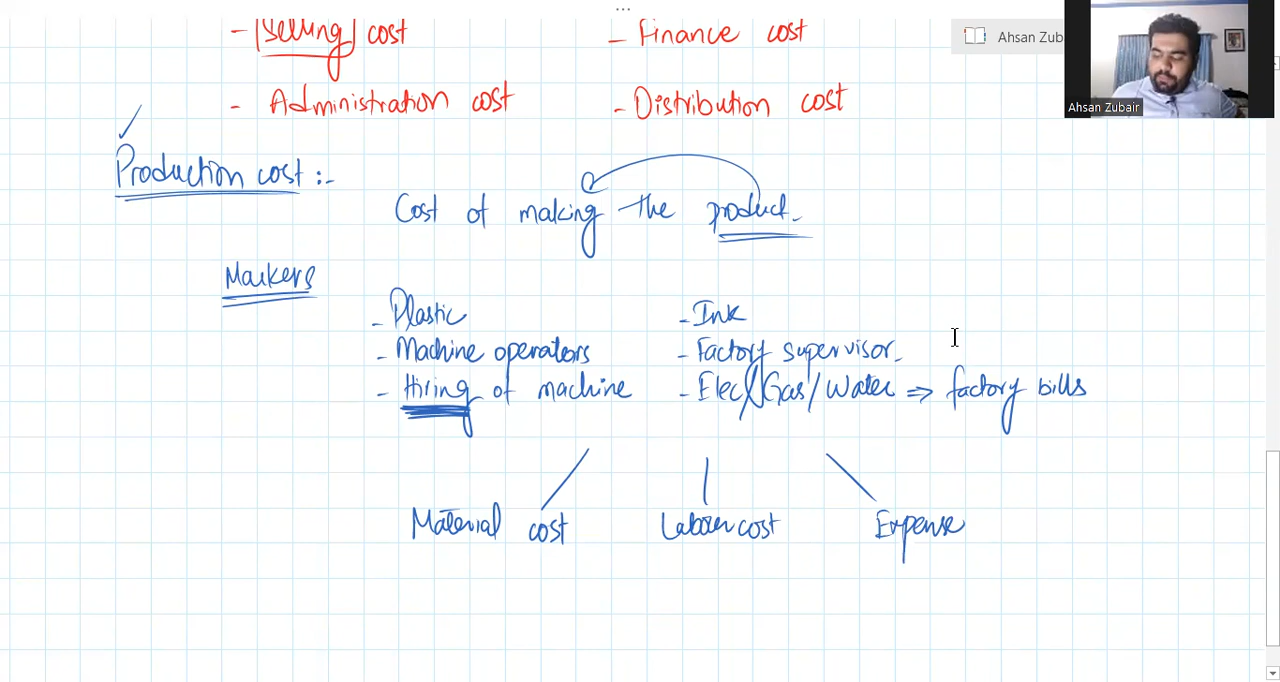 ...
- Selling cost - Finance cost
Ahsan Zub
Ahsan Zubair
- Administration cost - Distribution cost
Production cost :-
Cost of making the product.
Markers
- Plastic - Ink
- Machine operators - Factory supervisor.
- Hiring of machine - Elec/Gas/Water ⇒ factory bills
Material cost Labour cost Expense